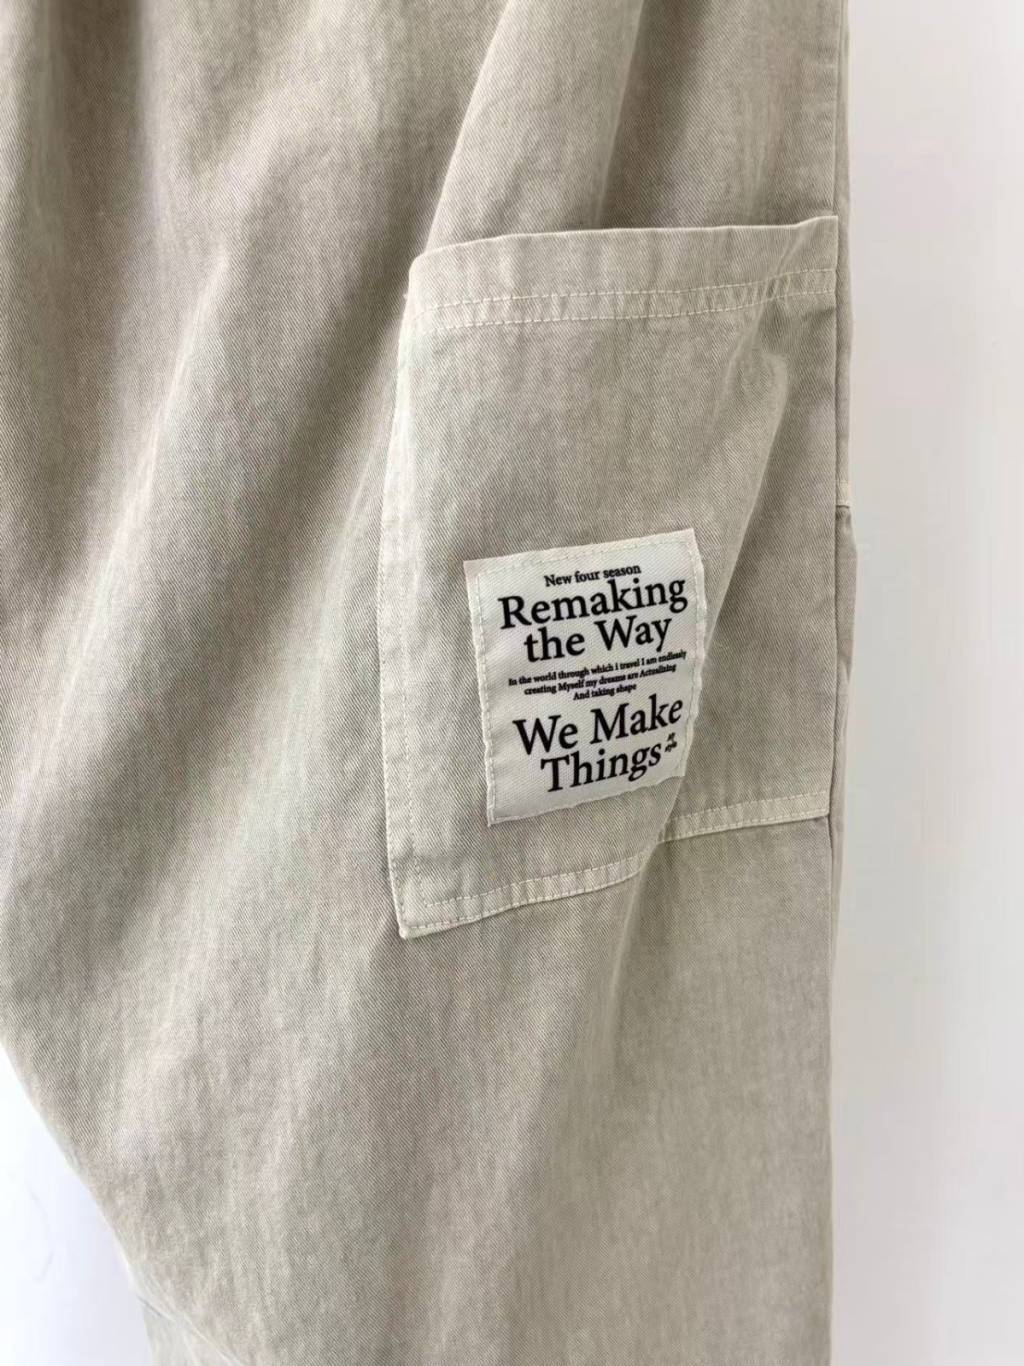 New four season
Remaking
the Way
In the world through which i travel I am endlessly
creating Myself my dreams are Actoalizing
And taking shape
We Make
Things